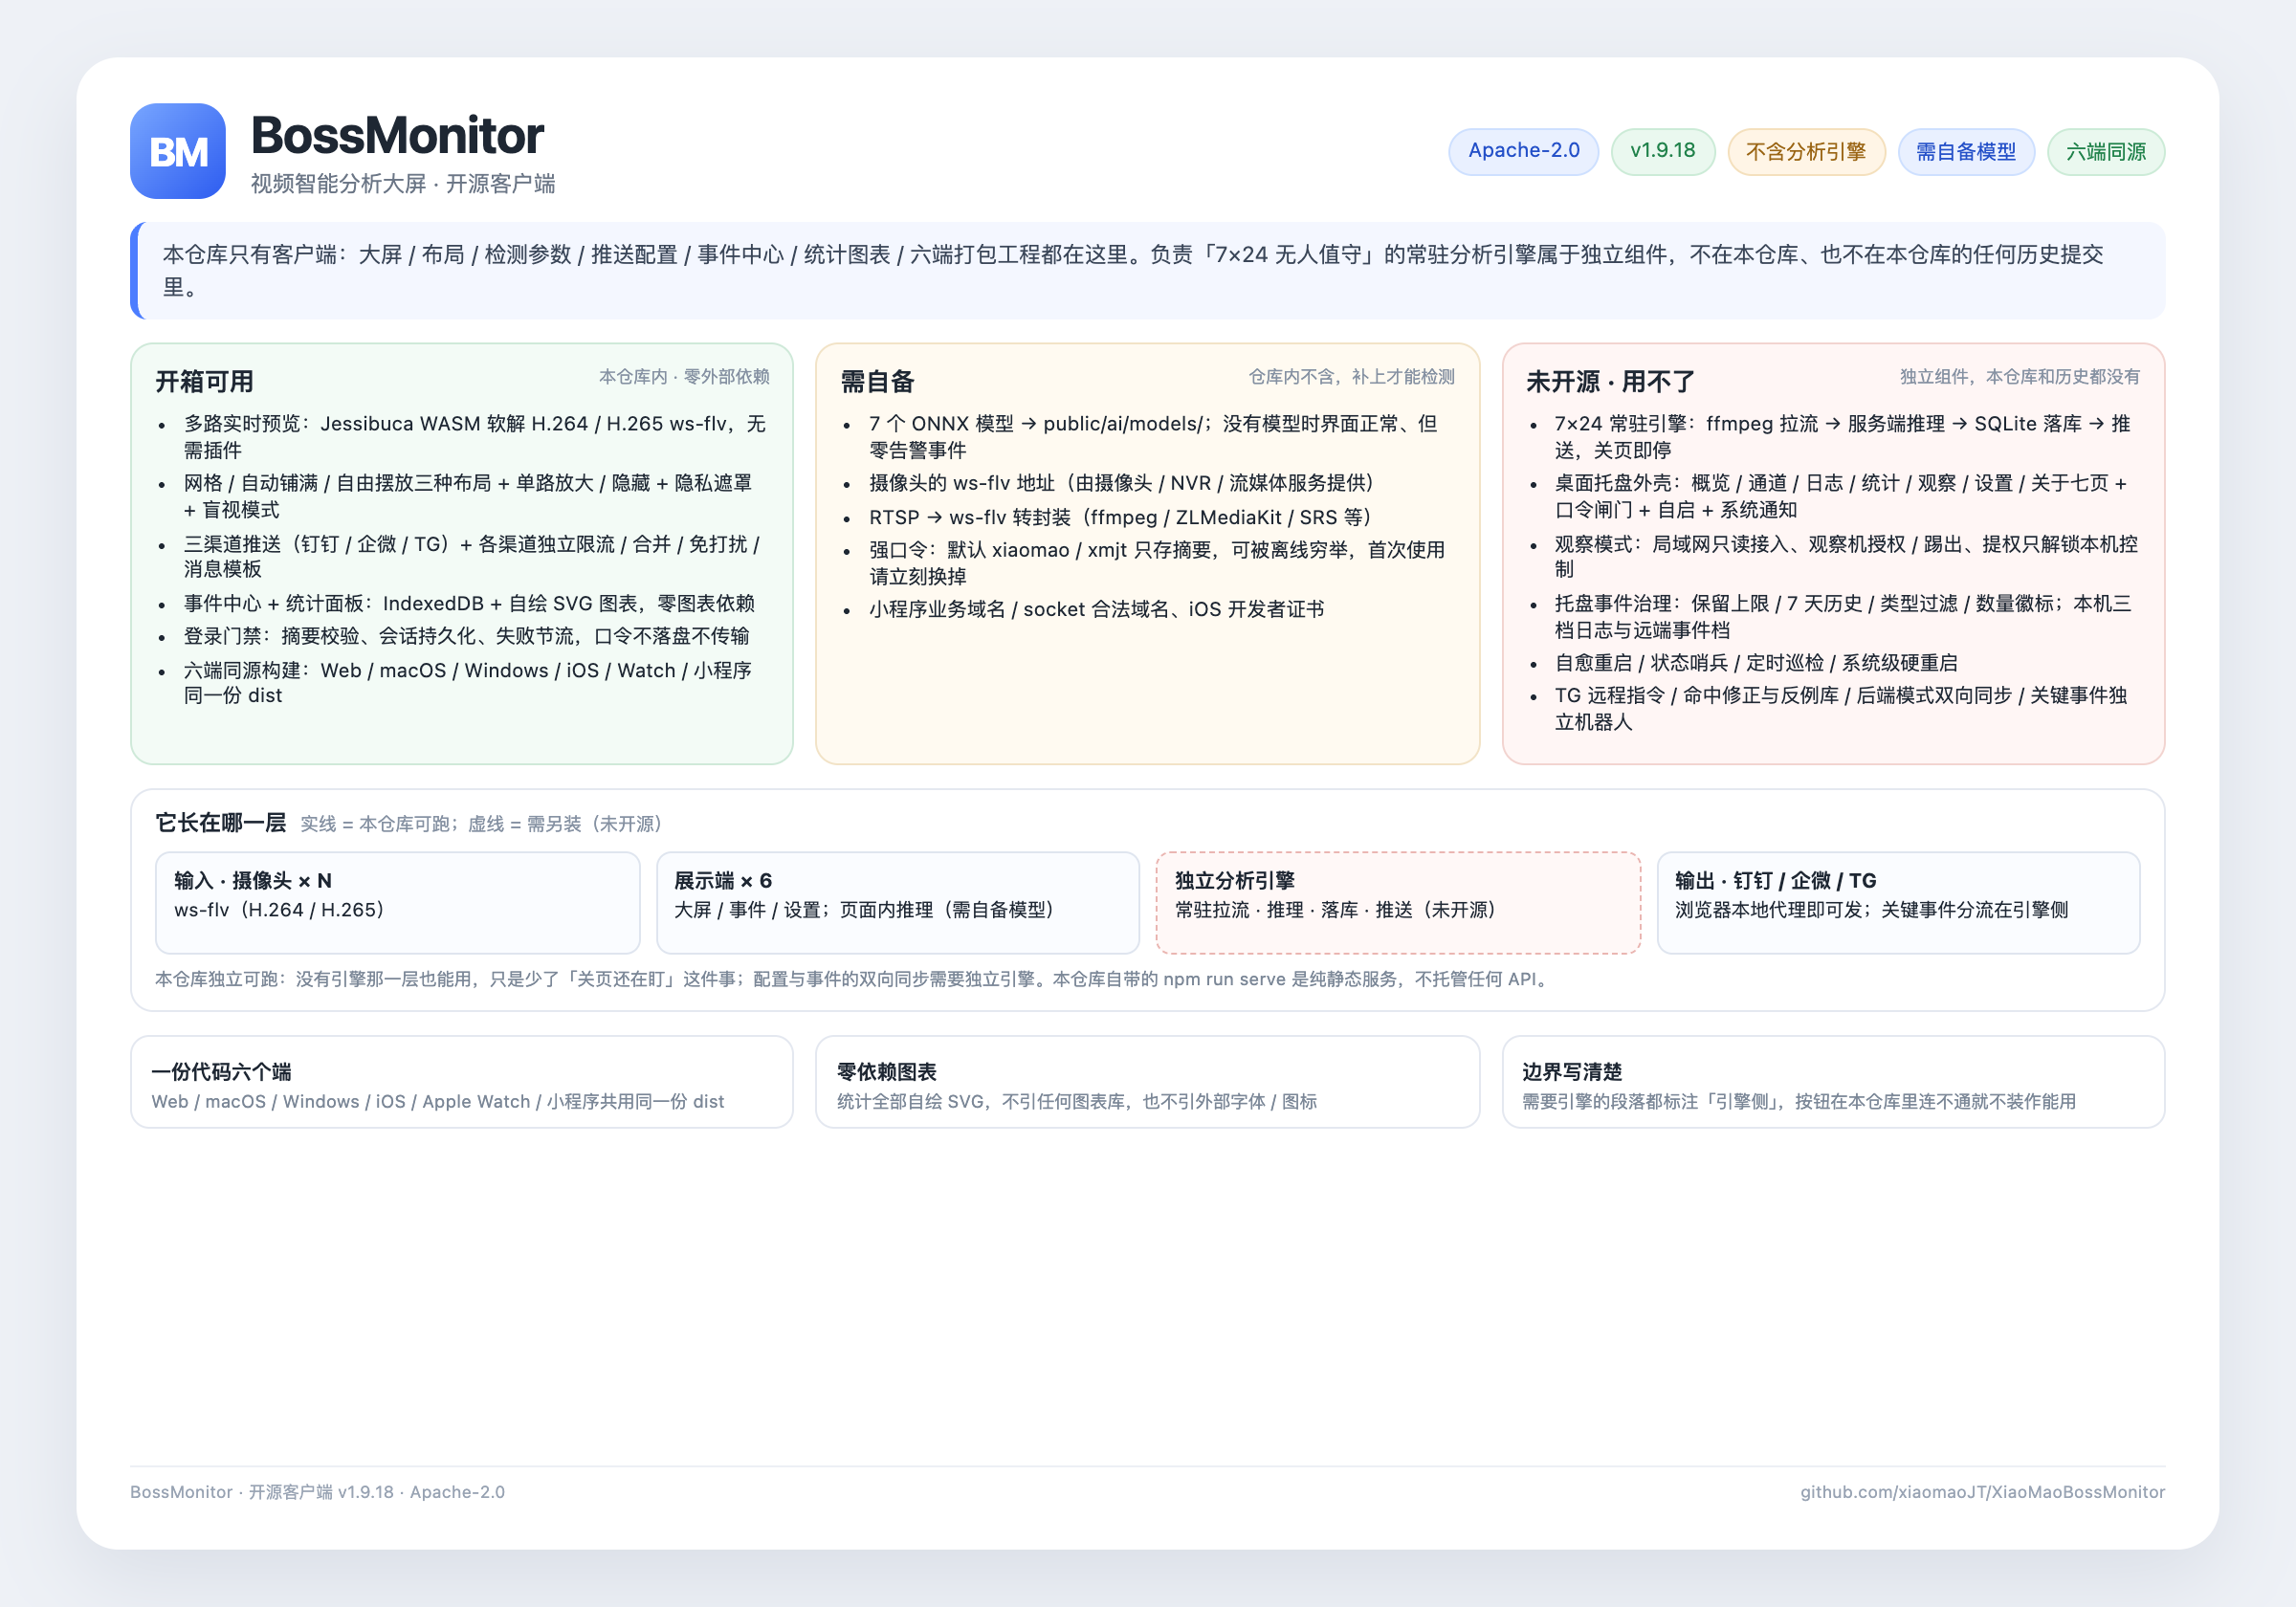 BM
BossMonitor
视频智能分析大屏 · 开源客户端
Apache-2.0
v1.9.18
不含分析引擎
需自备模型
六端同源
本仓库只有客户端：大屏 / 布局 / 检测参数 / 推送配置 / 事件中心 / 统计图表 / 六端打包工程都在这里。负责「7×24 无人值守」的常驻分析引擎属于独立组件，不在本仓库、也不在本仓库的任何历史提交
里。
开箱可用
本仓库内 · 零外部依赖
• 多路实时预览：Jessibuca WASM 软解 H.264 / H.265 ws-flv，无
需插件
• 网格 / 自动铺满 / 自由摆放三种布局 + 单路放大 / 隐藏 + 隐私遮罩
+ 盲视模式
• 三渠道推送（钉钉 / 企微 / TG）+ 各渠道独立限流 / 合并 / 免打扰 /
消息模板
• 事件中心 + 统计面板：IndexedDB + 自绘 SVG 图表，零图表依赖
• 登录门禁：摘要校验、会话持久化、失败节流，口令不落盘不传输
• 六端同源构建：Web / macOS / Windows / iOS / Watch / 小程序
同一份 dist
需自备
仓库内不含，补上才能检测
• 7 个 ONNX 模型 → public/ai/models/；没有模型时界面正常、但
零告警事件
• 摄像头的 ws-flv 地址（由摄像头 / NVR / 流媒体服务提供）
• RTSP → ws-flv 转封装（ffmpeg / ZLMediaKit / SRS 等）
• 强口令：默认 xiaomao / xmjt 只存摘要，可被离线穷举，首次使用
请立刻换掉
• 小程序业务域名 / socket 合法域名、iOS 开发者证书
未开源 · 用不了
独立组件，本仓库和历史都没有
• 7×24 常驻引擎：ffmpeg 拉流 → 服务端推理 → SQLite 落库 → 推
送，关页即停
• 桌面托盘外壳：概览 / 通道 / 日志 / 统计 / 观察 / 设置 / 关于七页 +
口令闸门 + 自启 + 系统通知
• 观察模式：局域网只读接入、观察机授权 / 踢出、提权只解锁本机控
制
• 托盘事件治理：保留上限 / 7 天历史 / 类型过滤 / 数量徽标；本机三
档日志与远端事件档
• 自愈重启 / 状态哨兵 / 定时巡检 / 系统级硬重启
• TG 远程指令 / 命中修正与反例库 / 后端模式双向同步 / 关键事件独
立机器人
它长在哪一层 实线 = 本仓库可跑；虚线 = 需另装（未开源）
输入 · 摄像头 × N
ws-flv（H.264 / H.265）
展示端 × 6
大屏 / 事件 / 设置；页面内推理（需自备模型）
独立分析引擎
常驻拉流 · 推理 · 落库 · 推送（未开源）
输出 · 钉钉 / 企微 / TG
浏览器本地代理即可发；关键事件分流在引擎侧
本仓库独立可跑：没有引擎那一层也能用，只是少了「关页还在盯」这件事；配置与事件的双向同步需要独立引擎。本仓库自带的 npm run serve 是纯静态服务，不托管任何 API。
一份代码六个端
Web / macOS / Windows / iOS / Apple Watch / 小程序共用同一份 dist
零依赖图表
统计全部自绘 SVG，不引任何图表库，也不引外部字体 / 图标
边界写清楚
需要引擎的段落都标注「引擎侧」，按钮在本仓库里连不通就不装作能用
BossMonitor · 开源客户端 v1.9.18 · Apache-2.0
github.com/xiaomaoJT/XiaoMaoBossMonitor